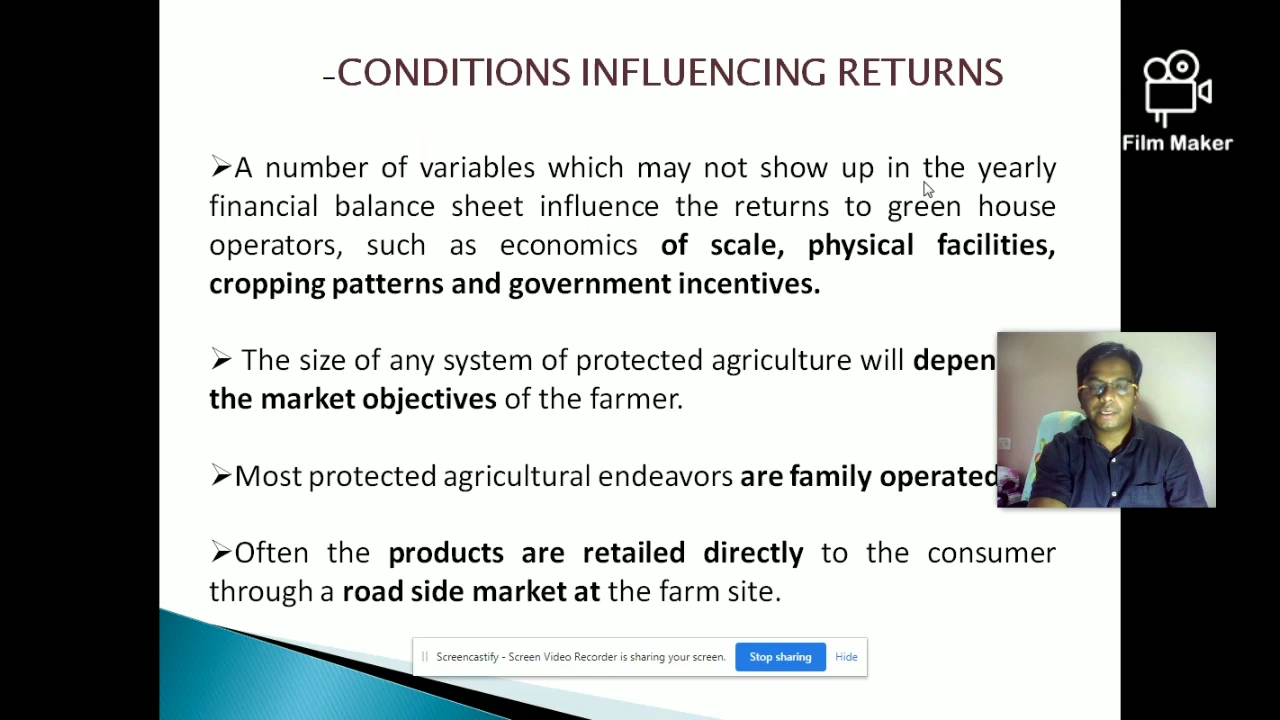 –CONDITIONS INFLUENCING RETURNS
Film Maker
➢A number of variables which may not show up in the yearly
financial balance sheet influence the returns to green house
operators, such as economics of scale, physical facilities,
cropping patterns and government incentives.
➢ The size of any system of protected agriculture will depen
the market objectives of the farmer.
➢Most protected agricultural endeavors are family operated
➢Often the products are retailed directly to the consumer
through a road side market at the farm site.
|| Screencastify - Screen Video Recorder is sharing your screen. Stop sharing Hide